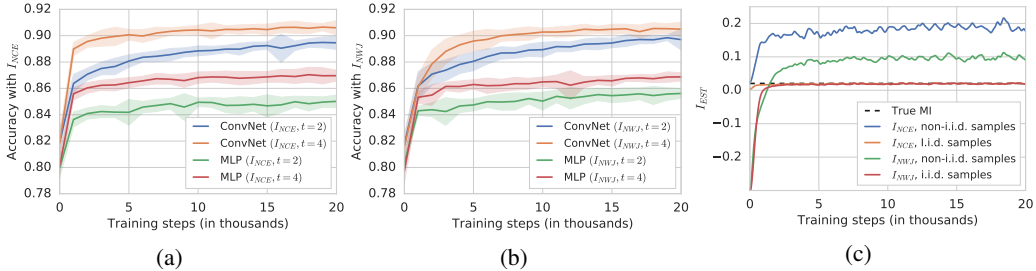 Accuracy with I_NCE
0.92
0.90
0.88
0.86
0.84
0.82
0.80
0.78
ConvNet (I_NCE, t=2)
ConvNet (I_NCE, t=4)
MLP (I_NCE, t=2)
MLP (I_NCE, t=4)
0 5 10 15 20
Training steps (in thousands)
(a)
Accuracy with I_NWJ
0.92
0.90
0.88
0.86
0.84
0.82
0.80
0.78
ConvNet (I_NWJ, t=2)
ConvNet (I_NWJ, t=4)
MLP (I_NWJ, t=2)
MLP (I_NWJ, t=4)
0 5 10 15 20
Training steps (in thousands)
(b)
I_EST
0.2
0.1
0.0
−0.1
−0.2
True MI
I_NCE, non-i.i.d. samples
I_NCE, i.i.d. samples
I_NWJ, non-i.i.d. samples
I_NWJ, i.i.d. samples
0 5 10 15 20
Training steps (in thousands)
(c)